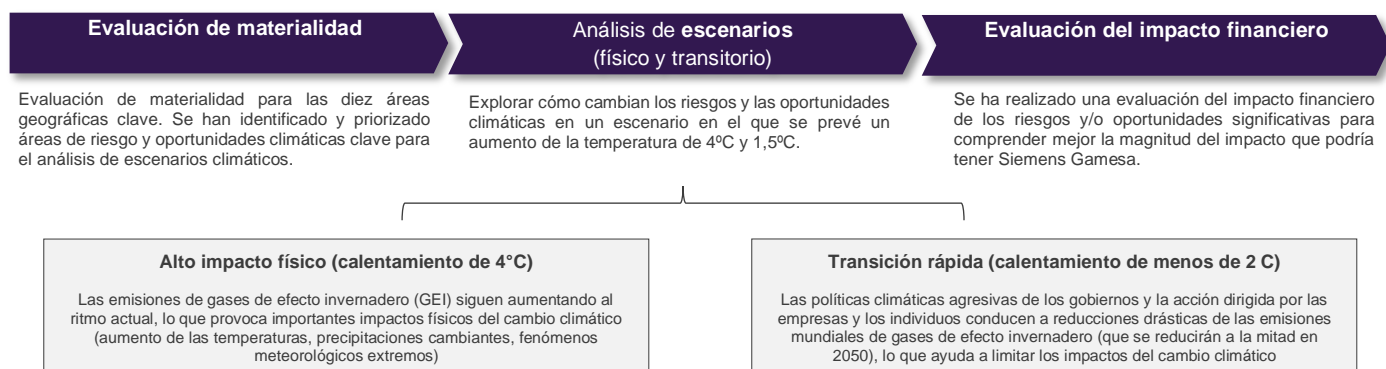 Evaluación de materialidad
Análisis de escenarios
(físico y transitorio)
Evaluación del impacto financiero
Evaluación de materialidad para las diez áreas
geográficas clave. Se han identificado y priorizado
áreas de riesgo y oportunidades climáticas clave para
el análisis de escenarios climáticos.
Explorar cómo cambian los riesgos y las oportunidades
climáticas en un escenario en el que se prevé un
aumento de la temperatura de 4ºC y 1,5ºC.
Se ha realizado una evaluación del impacto financiero
de los riesgos y/o oportunidades significativas para
comprender mejor la magnitud del impacto que podría
tener Siemens Gamesa.
Alto impacto físico (calentamiento de 4°C)
Las emisiones de gases de efecto invernadero (GEI) siguen aumentando al
ritmo actual, lo que provoca importantes impactos físicos del cambio climático
(aumento de las temperaturas, precipitaciones cambiantes, fenómenos
meteorológicos extremos)
Transición rápida (calentamiento de menos de 2 C)
Las políticas climáticas agresivas de los gobiernos y la acción dirigida por las
empresas y los individuos conducen a reducciones drásticas de las emisiones
mundiales de gases de efecto invernadero (que se reducirán a la mitad en
2050), lo que ayuda a limitar los impactos del cambio climático